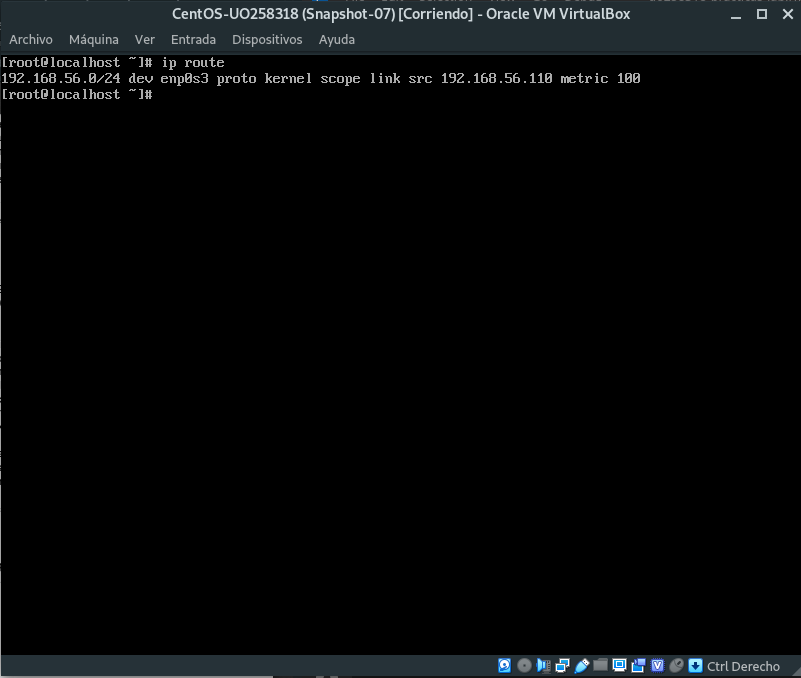 CentOS-UO258318 (Snapshot-07) [Corriendo] - Oracle VM VirtualBox
Archivo Máquina Ver Entrada Dispositivos Ayuda
[root@localhost ~]# ip route
192.168.56.0/24 dev enp0s3 proto kernel scope link src 192.168.56.110 metric 100
[root@localhost ~]#
Ctrl Derecho